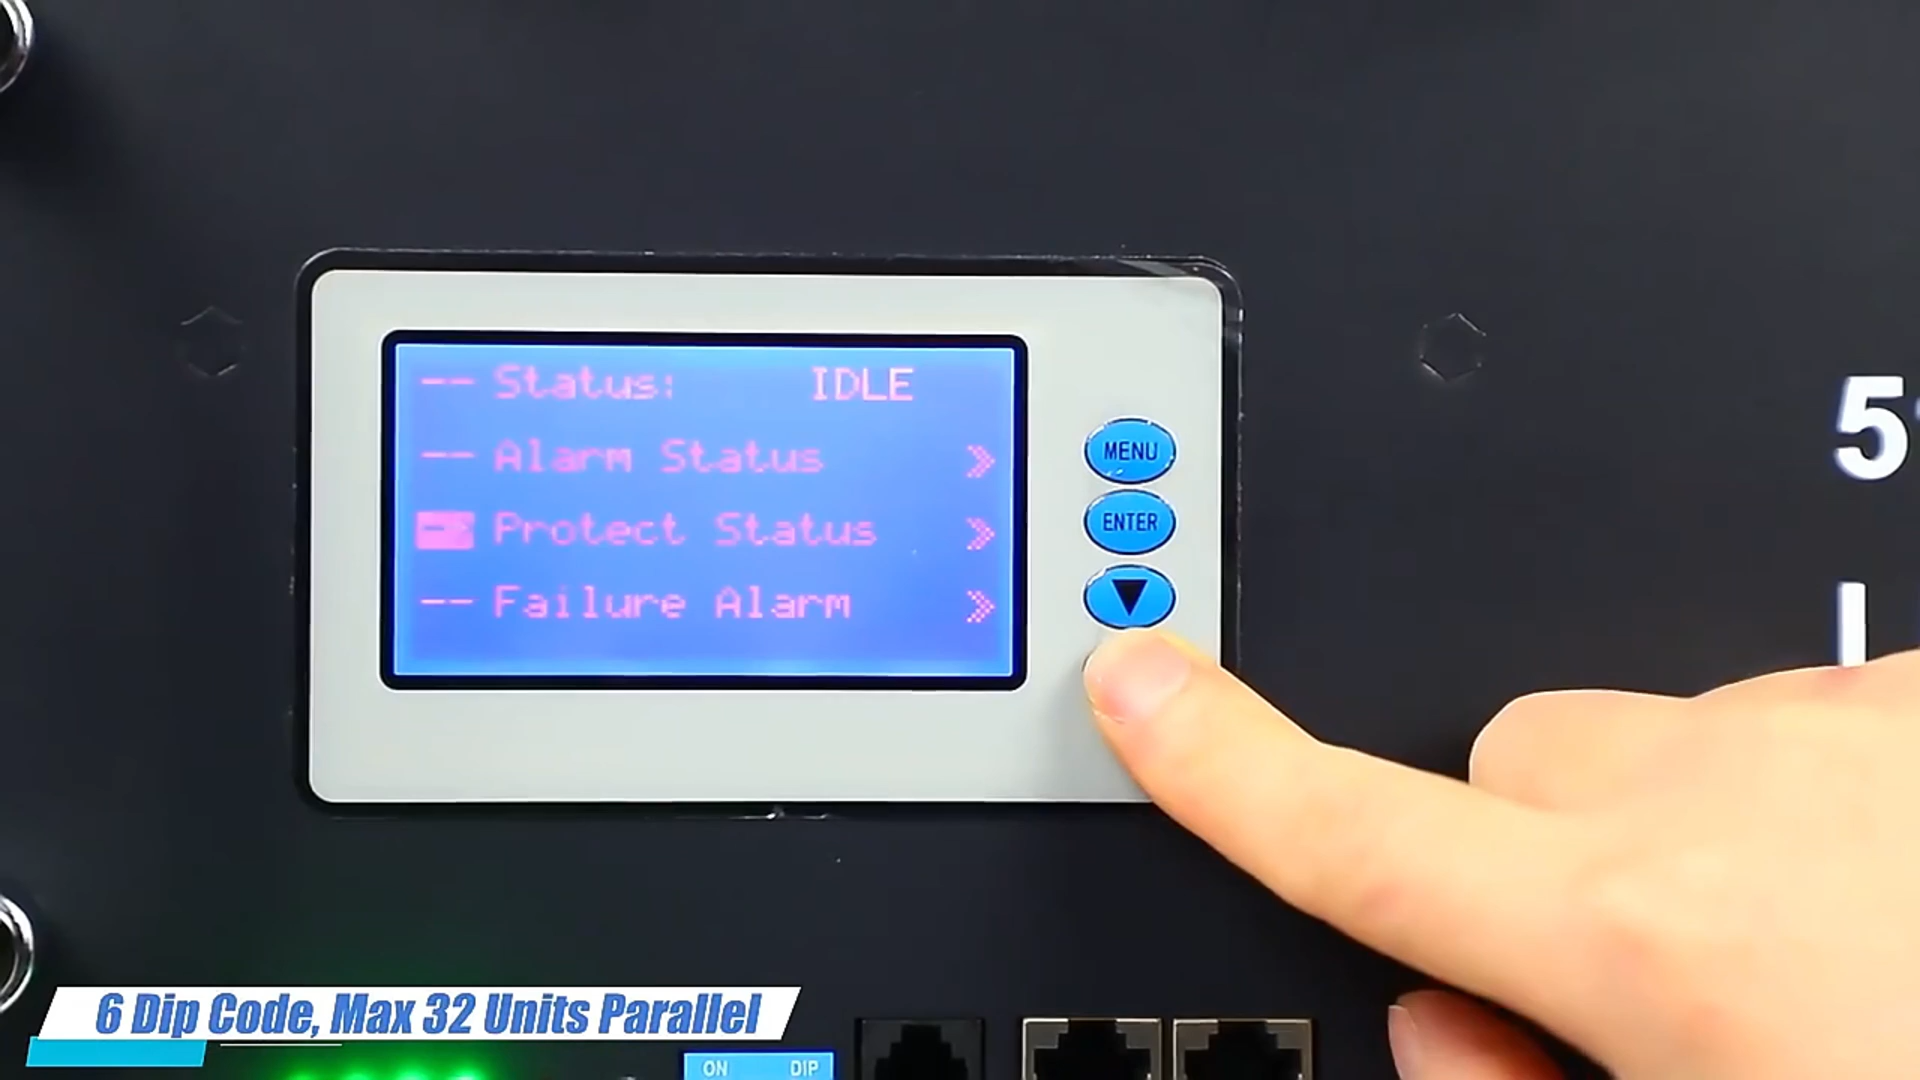 -- Status: IDLE
-- Alarm Status »
-> Protect Status »
-- Failure Alarm »
MENU
ENTER
5
6 Dip Code, Max 32 Units Parallel
ON DIP